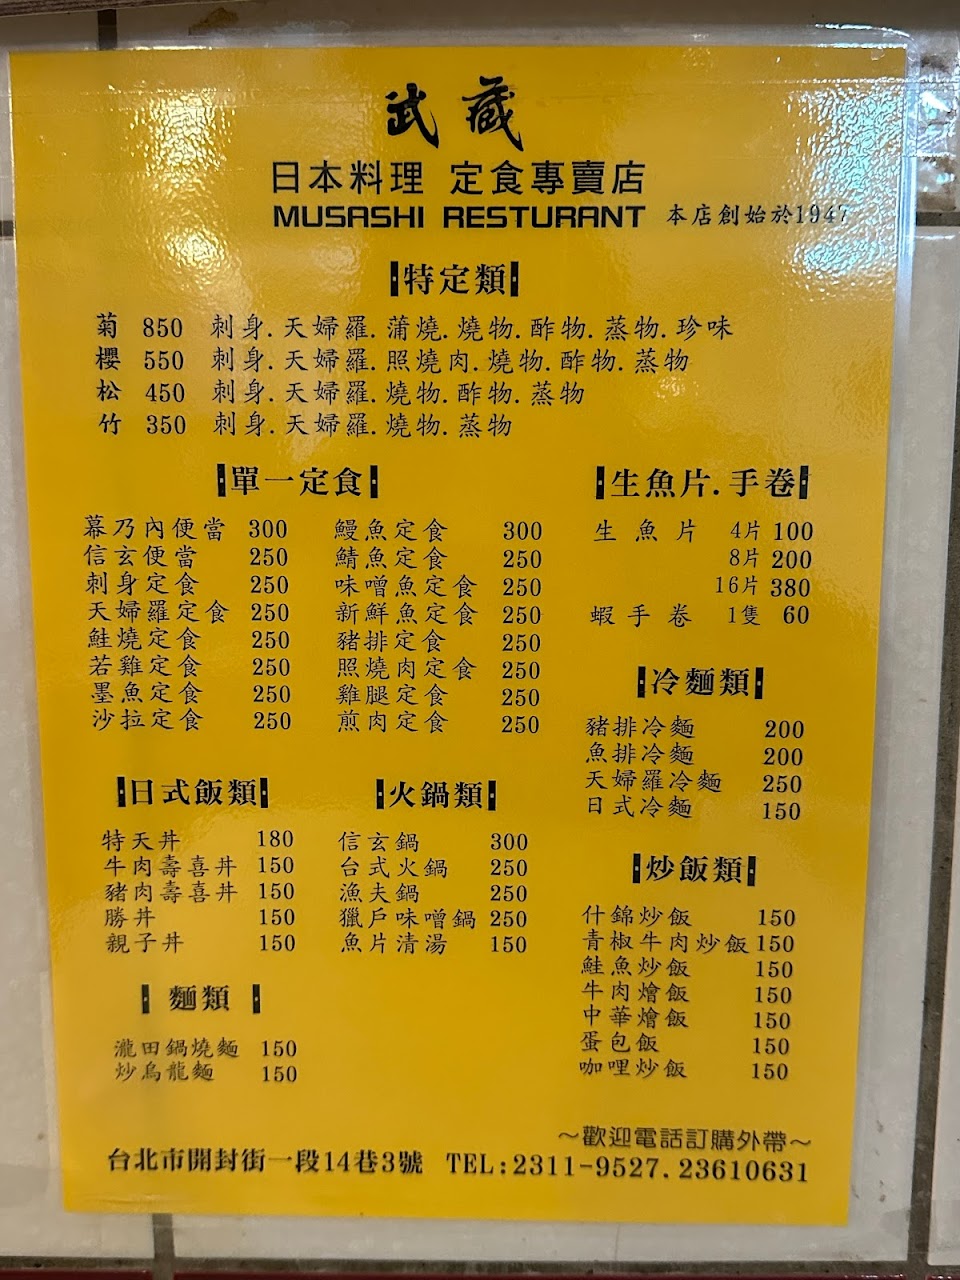 武藏
日本料理 定食專賣店
MUSASHI RESTURANT 本店創始於1947
特定類
菊 850 刺身.天婦羅.蒲燒.燒物.酢物.蒸物.珍味
櫻 550 刺身.天婦羅.照燒肉.燒物.酢物.蒸物
松 450 刺身.天婦羅.燒物.酢物.蒸物
竹 350 刺身.天婦羅.燒物.蒸物
單一定食
幕乃內便當 300
信玄便當 250
刺身定食 250
天婦羅定食 250
鮭燒定食 250
若雞定食 250
墨魚定食 250
沙拉定食 250
鰻魚定食 300
鯖魚定食 250
味噌魚定食 250
新鮮魚定食 250
豬排定食 250
照燒肉定食 250
雞腿定食 250
煎肉定食 250
生魚片.手卷
生魚片 4片 100
8片 200
16片 380
蝦手卷 1隻 60
冷麵類
豬排冷麵 200
魚排冷麵 200
天婦羅冷麵 250
日式冷麵 150
日式飯類
特天丼 180
牛肉壽喜丼 150
豬肉壽喜丼 150
勝丼 150
親子丼 150
火鍋類
信玄鍋 300
台式火鍋 250
漁夫鍋 250
獵戶味噌鍋 250
魚片清湯 150
炒飯類
什錦炒飯 150
青椒牛肉炒飯 150
鮭魚炒飯 150
牛肉燴飯 150
中華燴飯 150
蛋包飯 150
咖哩炒飯 150
麵類
瀧田鍋燒麵 150
炒烏龍麵 150
～歡迎電話訂購外帶～
台北市開封街一段14巷3號 TEL:2311-9527.23610631